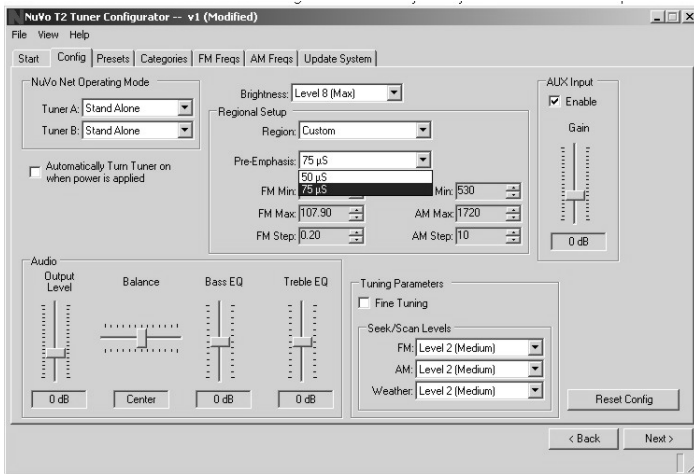 NuVo T2 Tuner Configurator -- v1 (Modified)
File View Help
Start Config Presets Categories FM Freqs AM Freqs Update System
NuVo Net Operating Mode
Tuner A: Stand Alone
Tuner B: Stand Alone
Automatically Turn Tuner on
when power is applied
Brightness: Level 8 (Max)
Regional Setup
Region: Custom
Pre-Emphasis: 75 µS
50 µS
75 µS
FM Min: Min: 530
FM Max: 107.90 AM Max: 1720
FM Step: 0.20 AM Step: 10
AUX Input
Enable
Gain
0 dB
Audio
Output
Level
Balance
Bass EQ
Treble EQ
0 dB
Center
0 dB
0 dB
Tuning Parameters
Fine Tuning
Seek/Scan Levels
FM: Level 2 (Medium)
AM: Level 2 (Medium)
Weather: Level 2 (Medium)
Reset Config
< Back Next >